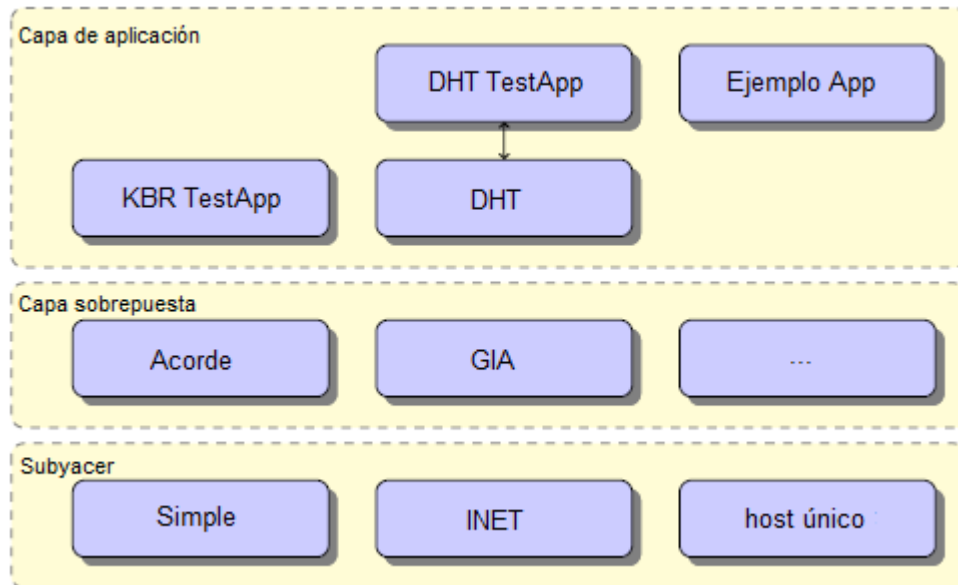 Capa de aplicación
DHT TestApp
Ejemplo App
KBR TestApp
DHT
Capa sobrepuesta
Acorde
GIA
---
Subyacer
Simple
INET
host único